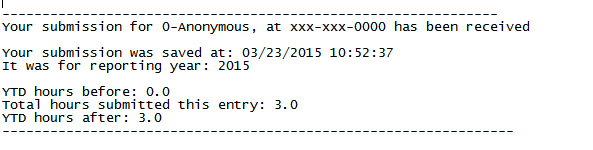 --------------------------------------------------------------
Your submission for 0-Anonymous, at xxx-xxx-0000 has been received
Your submission was saved at: 03/23/2015 10:52:37
It was for reporting year: 2015
YTD hours before: 0.0
Total hours submitted this entry: 3.0
YTD hours after: 3.0
----------------------------------------------------------------